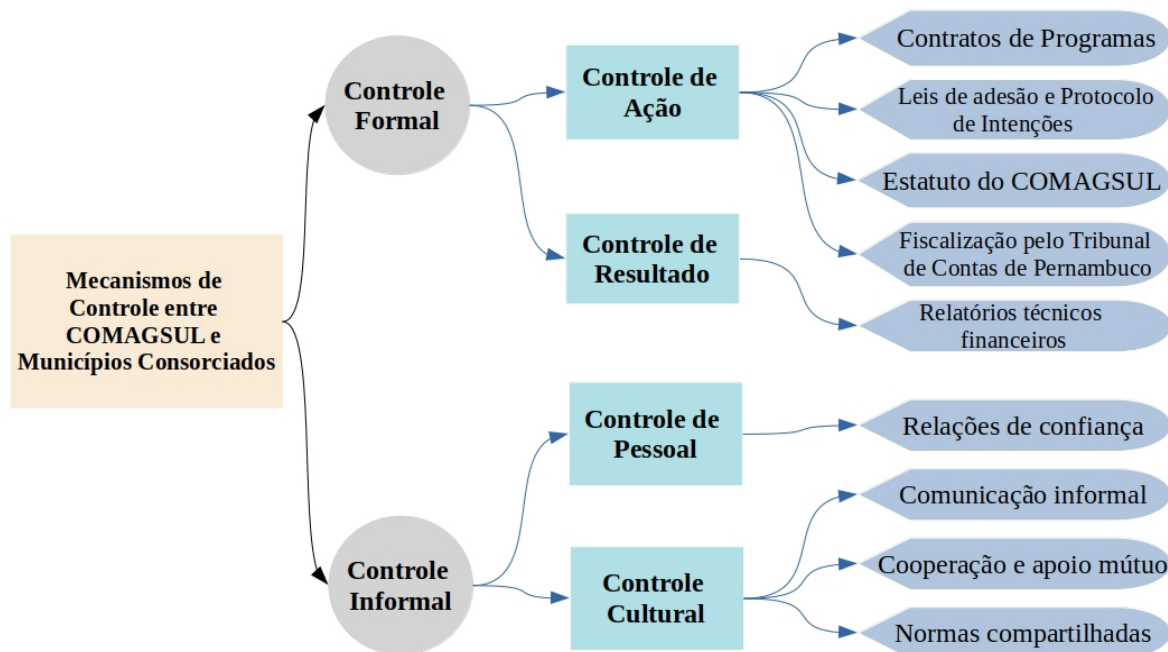 Mecanismos de
Controle entre
COMAGSUL e
Municípios Consorciados
Controle
Formal
Controle de
Ação
Contratos de Programas
Leis de adesão e Protocolo
de Intenções
Estatuto do COMAGSUL
Fiscalização pelo Tribunal
de Contas de Pernambuco
Controle de
Resultado
Relatórios técnicos
financeiros
Controle
Informal
Controle de
Pessoal
Relações de confiança
Controle
Cultural
Comunicação informal
Cooperação e apoio mútuo
Normas compartilhadas